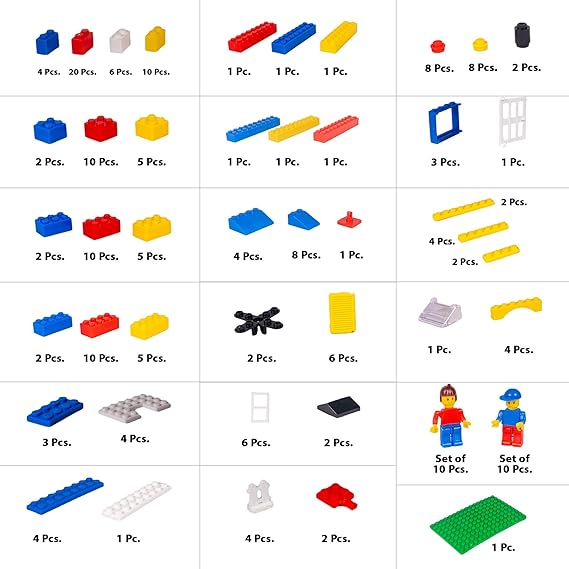 4 Pcs. 20 Pcs. 6 Pcs. 10 Pcs.
1 Pc. 1 Pc. 1 Pc.
8 Pcs. 8 Pcs. 2 Pcs.
2 Pcs. 10 Pcs. 5 Pcs.
1 Pc. 1 Pc. 1 Pc.
3 Pcs. 1 Pc.
2 Pcs. 10 Pcs. 5 Pcs.
4 Pcs. 8 Pcs. 1 Pc.
2 Pcs.
4 Pcs.
2 Pcs.
2 Pcs. 10 Pcs. 5 Pcs.
2 Pcs. 6 Pcs.
1 Pc. 4 Pcs.
3 Pcs. 4 Pcs.
6 Pcs. 2 Pcs.
Set of Set of
10 Pcs. 10 Pcs.
4 Pcs. 1 Pc.
4 Pcs. 2 Pcs.
1 Pc.